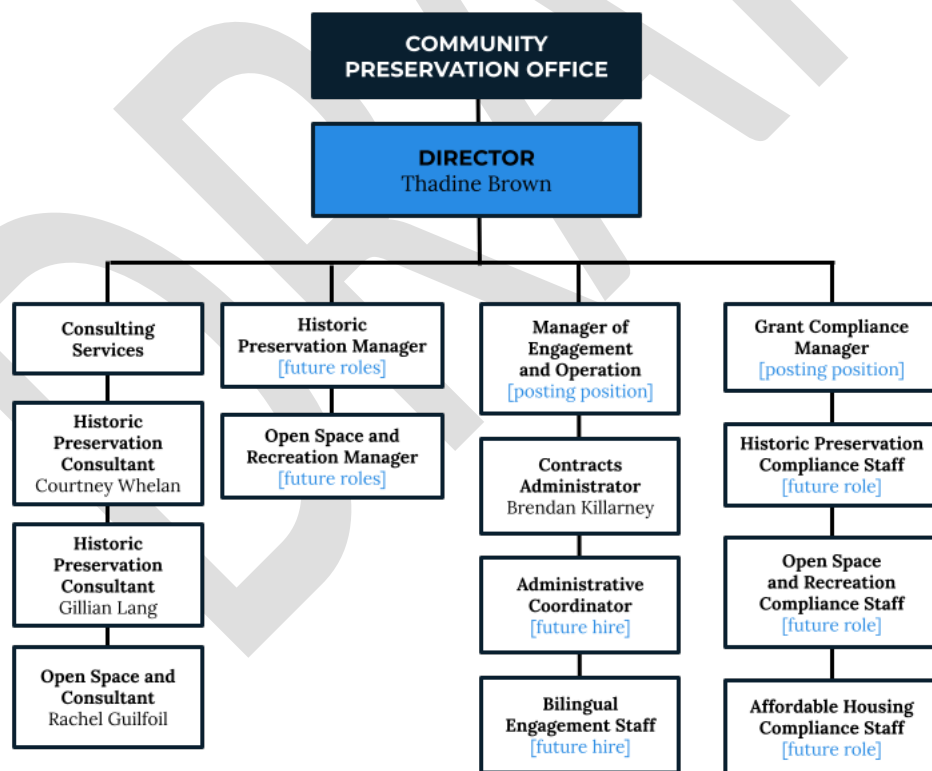 COMMUNITY
PRESERVATION OFFICE
DIRECTOR
Thadine Brown
Consulting
Services
Historic
Preservation
Consultant
Courtney Whelan
Historic
Preservation
Consultant
Gillian Lang
Open Space and
Consultant
Rachel Guilfoil
Historic
Preservation Manager
[future roles]
Open Space and
Recreation Manager
[future roles]
Manager of
Engagement
and Operation
[posting position]
Contracts
Administrator
Brendan Killarney
Administrative
Coordinator
[future hire]
Bilingual
Engagement Staff
[future hire]
Grant Compliance
Manager
[posting position]
Historic Preservation
Compliance Staff
[future role]
Open Space
and Recreation
Compliance Staff
[future role]
Affordable Housing
Compliance Staff
[future role]